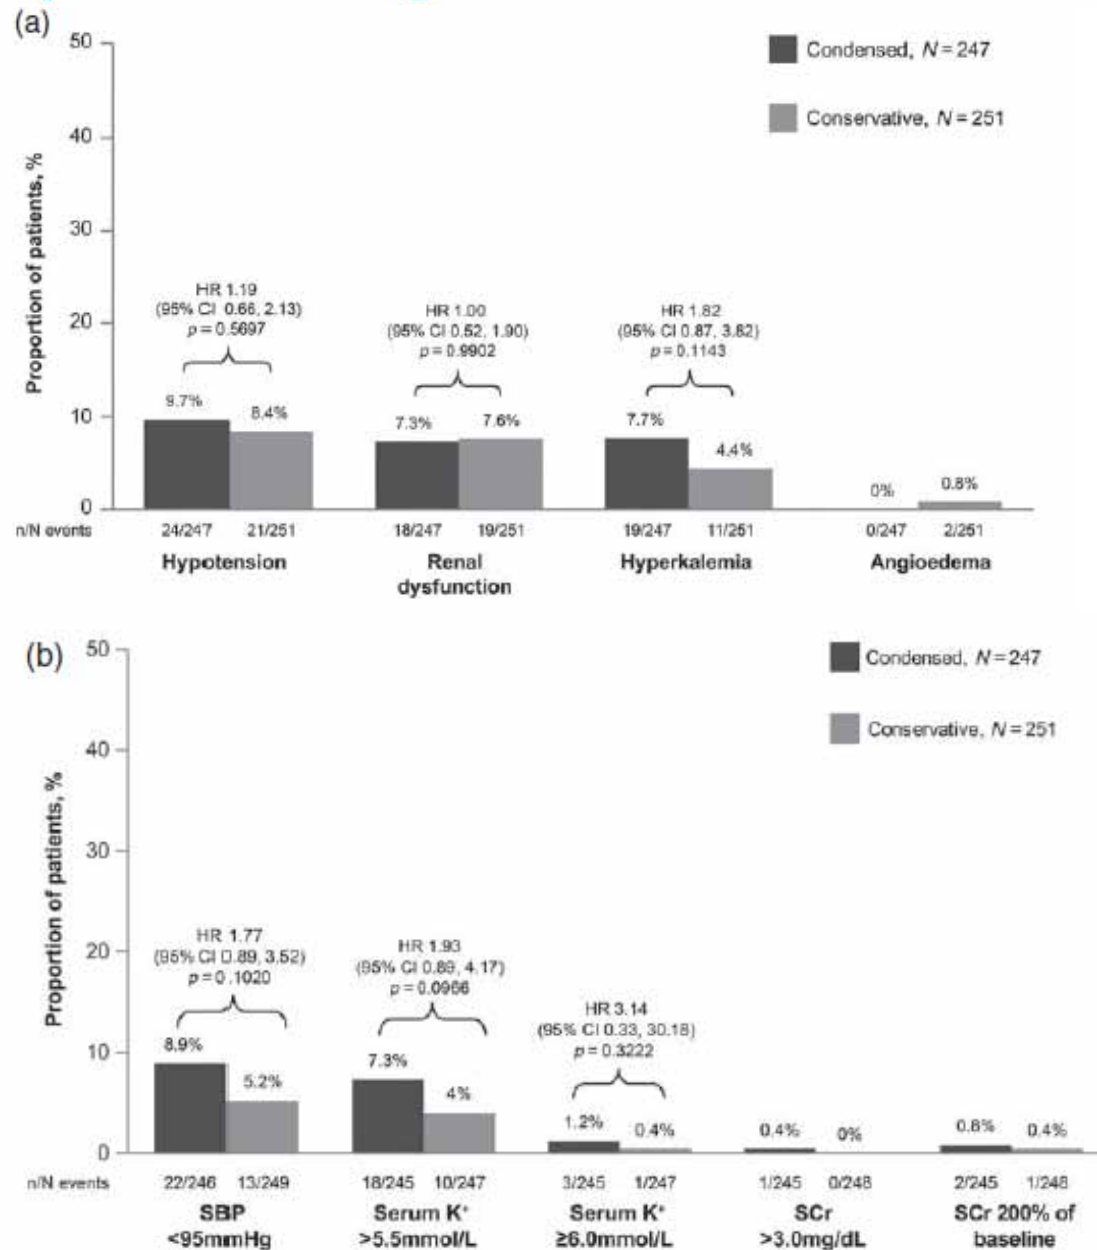 (a)
50
40
30
20
10
0
Proportion of patients, %
Condensed, N = 247
Conservative, N = 251
HR 1.19
(95% CI 0.66, 2.13)
p = 0.5697
HR 1.00
(95% CI 0.52, 1.90)
p = 0.9902
HR 1.82
(95% CI 0.87, 3.82)
p = 0.1143
9.7%
8.4%
7.3%
7.6%
7.7%
4.4%
0%
0.8%
n/N events
24/247
21/251
18/247
19/251
19/247
11/251
0/247
2/251
Hypotension
Renal
dysfunction
Hyperkalemia
Angioedema
(b)
50
40
30
20
10
0
Proportion of patients, %
Condensed, N = 247
Conservative, N = 251
HR 1.77
(95% CI 0.89, 3.52)
p = 0.1020
HR 1.93
(95% CI 0.89, 4.17)
p = 0.0966
HR 3.14
(95% CI 0.33, 30.18)
p = 0.3222
8.9%
5.2%
7.3%
4%
1.2%
0.4%
0.4%
0%
0.8%
0.4%
n/N events
22/246
13/249
18/245
10/247
3/245
1/247
1/245
0/248
2/245
1/248
SBP
<95mmHg
Serum K⁺
>5.5mmol/L
Serum K⁺
≥6.0mmol/L
SCr
>3.0mg/dL
SCr 200% of
baseline